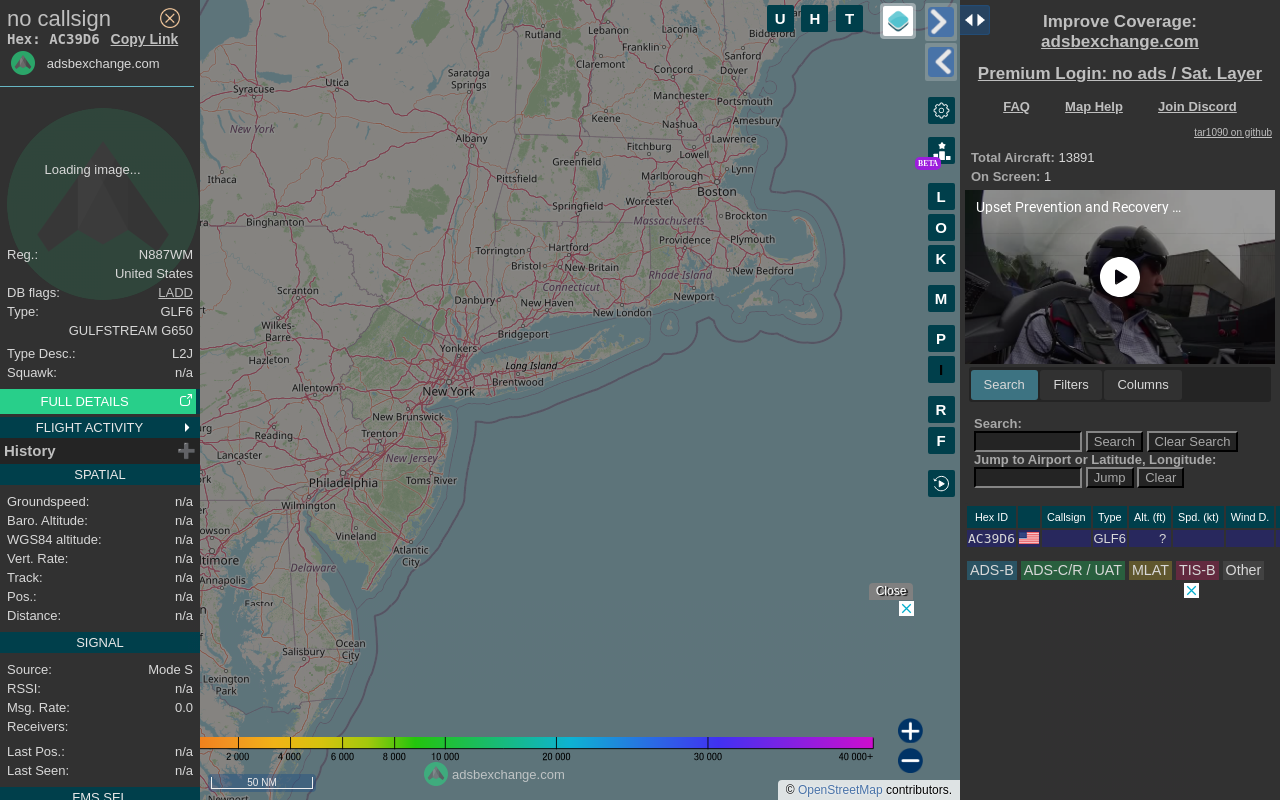 no callsign
Hex: AC39D6 Copy Link
adsbexchange.com
Loading image...
Reg.: N887WM
United States
DB flags: LADD
Type: GLF6
GULFSTREAM G650
Type Desc.: L2J
Squawk: n/a
FULL DETAILS
FLIGHT ACTIVITY
History
SPATIAL
Groundspeed: n/a
Baro. Altitude: n/a
WGS84 altitude: n/a
Vert. Rate: n/a
Track: n/a
Pos.: n/a
Distance: n/a
SIGNAL
Source: Mode S
RSSI: n/a
Msg. Rate: 0.0
Receivers:
Last Pos.: n/a
Last Seen: n/a
FMS SEL
U H T
BETA
L
O
K
M
P
I
R
F
Rutland
Lebanon
Laconia
Biddeford
Franklin
Claremont
Sanford
Concord
Dover
Saratoga
Springs
Utica
Syracuse
Manchester
Portsmouth
Keene
Nashua
Amesbury
New York
Albany
Lawrence
Fitchburg
Lowell
Greenfield
Lynn
Ithaca
Pittsfield
Marlborough
Boston
Worcester
Springfield
Binghamton
Massachusetts
Brockton
Providence
Plymouth
Torrington
Hartford
Bristol
New Britain
Rhode Island
New Bedford
Connecticut
Scranton
Danbury
New Haven
Newport
New London
Wilkes-
Barre
Bridgeport
Yonkers
Hazleton
Long Island
Allentown
Brentwood
New York
New Brunswick
Reading
Trenton
Lancaster
New Jersey
Toms River
Philadelphia
Wilmington
Vineland
Atlantic
City
Annapolis
Delaware
Easton
Ocean
City
Salisbury
Lexington
Park
Newport
Close
2 000 4 000 6 000 8 000 10 000 20 000 30 000 40 000+
adsbexchange.com
50 NM
© OpenStreetMap contributors.
Improve Coverage:
adsbexchange.com
Premium Login: no ads / Sat. Layer
FAQ Map Help Join Discord
tar1090 on github
Total Aircraft: 13891
On Screen: 1
Upset Prevention and Recovery ...
Search Filters Columns
Search:
Search Clear Search
Jump to Airport or Latitude, Longitude:
Jump Clear
Hex ID Callsign Type Alt. (ft) Spd. (kt) Wind D.
AC39D6 GLF6 ?
ADS-B ADS-C/R / UAT MLAT TIS-B Other